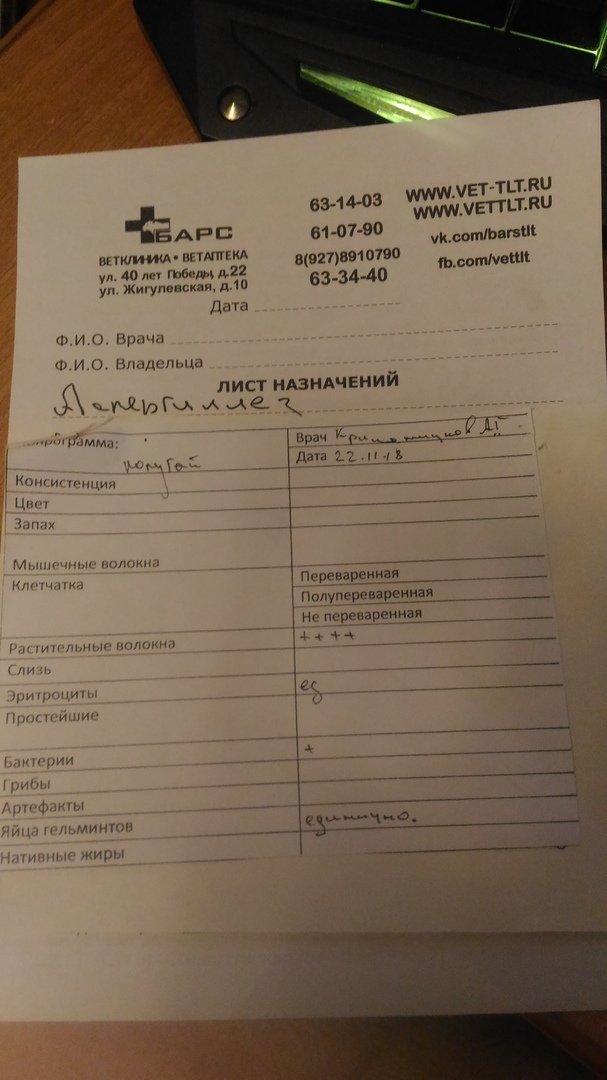 БАРС
ВЕТКЛИНИКА • ВЕТАПТЕКА
ул. 40 лет Победы, д.22
ул. Жигулевская, д.10
63-14-03
61-07-90
8(927)8910790
63-34-40
WWW.VET-TLT.RU
WWW.VETTLT.RU
vk.com/barstlt
fb.com/vettlt
Дата
Ф.И.О. Врача
Ф.И.О. Владельца
ЛИСТ НАЗНАЧЕНИЙ
Аспергиллез
программа:
попугай
Врач
Дата 22.11.18
Консистенция
Цвет
Запах
Мышечные волокна
Клетчатка
Переваренная
Полупереваренная
Не переваренная
Растительные волокна ++++
Слизь
Эритроциты ед
Простейшие
Бактерии +
Грибы
Артефакты
Яйца гельминтов единично.
Нативные жиры